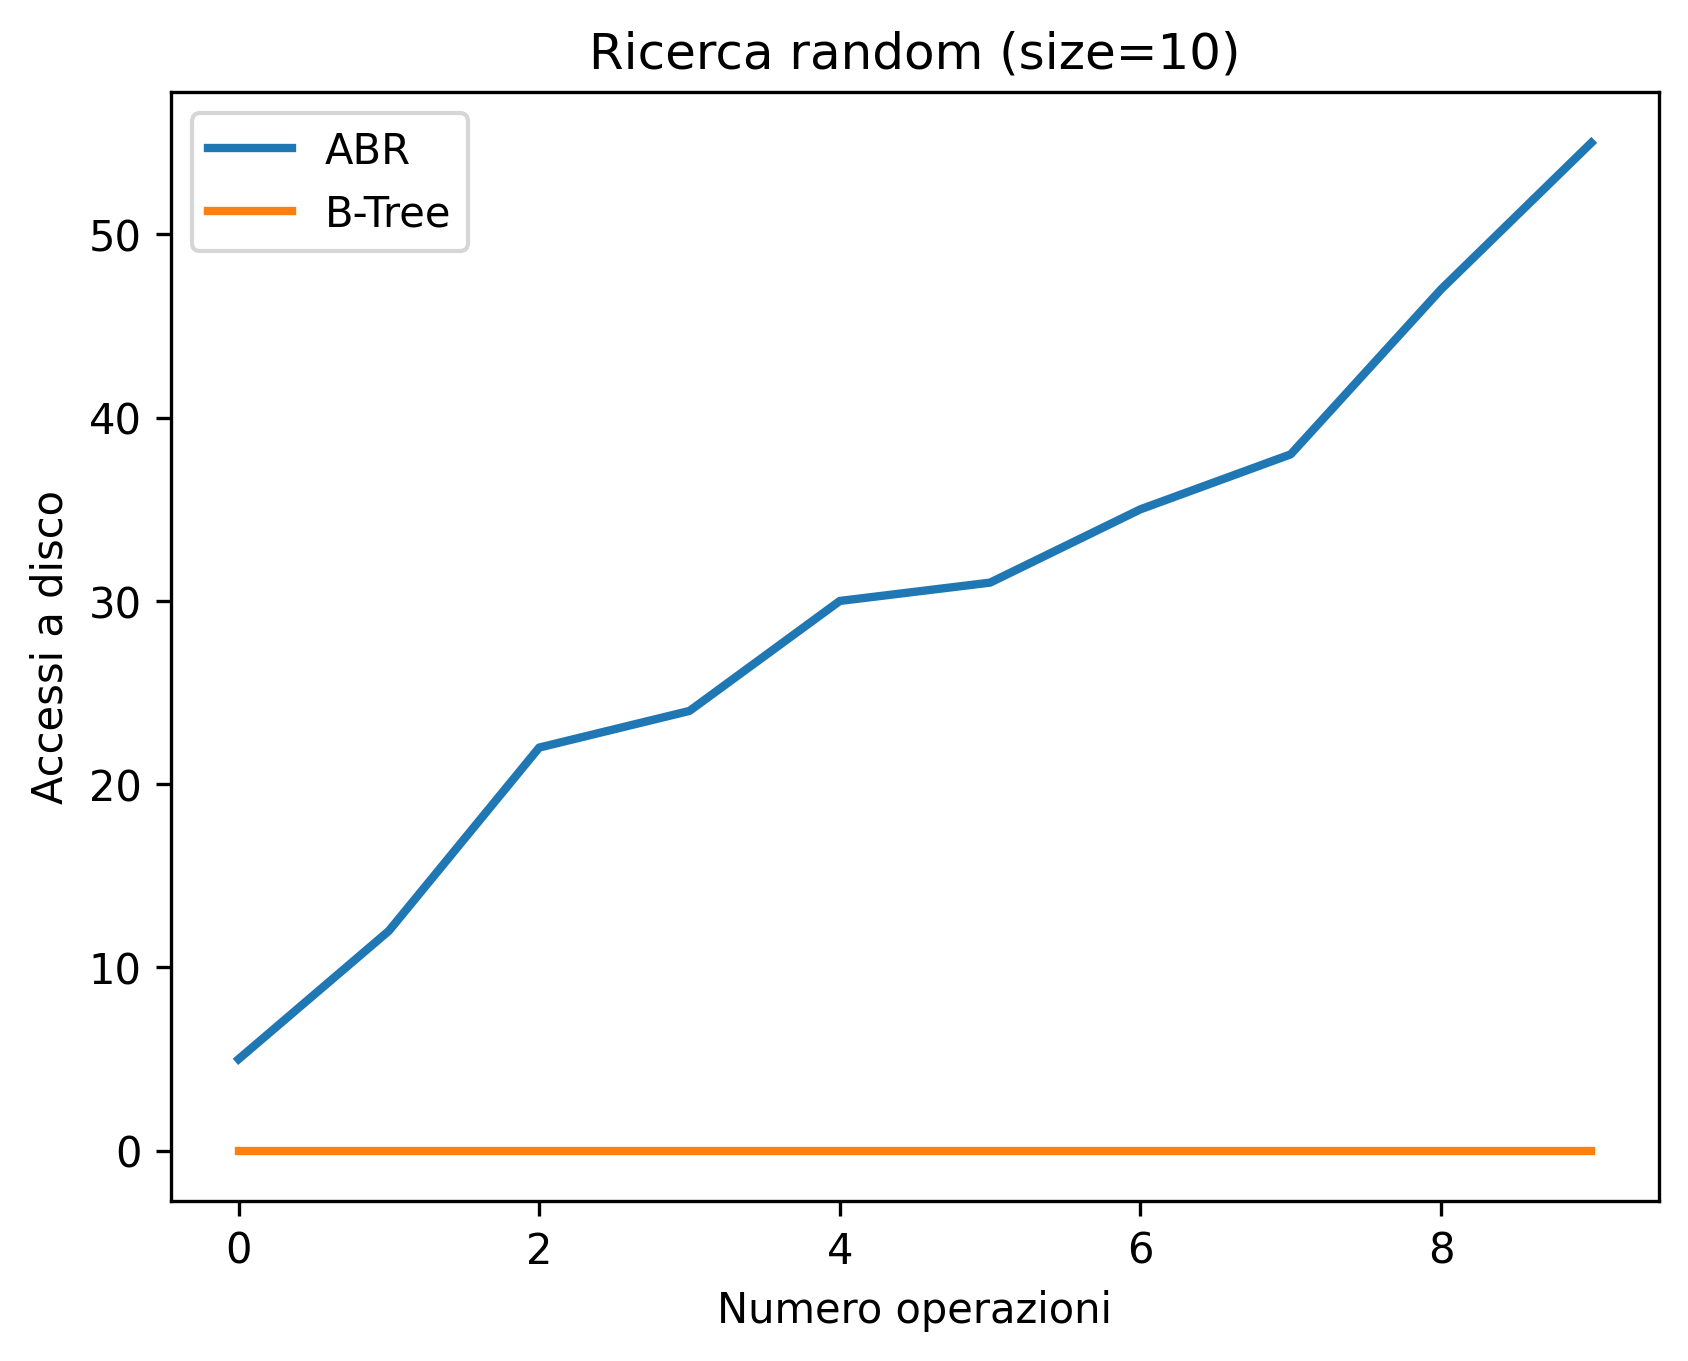 Ricerca random (size=10)
ABR
B-Tree
50
40
30
20
10
0
Accessi a disco
0 2 4 6 8
Numero operazioni